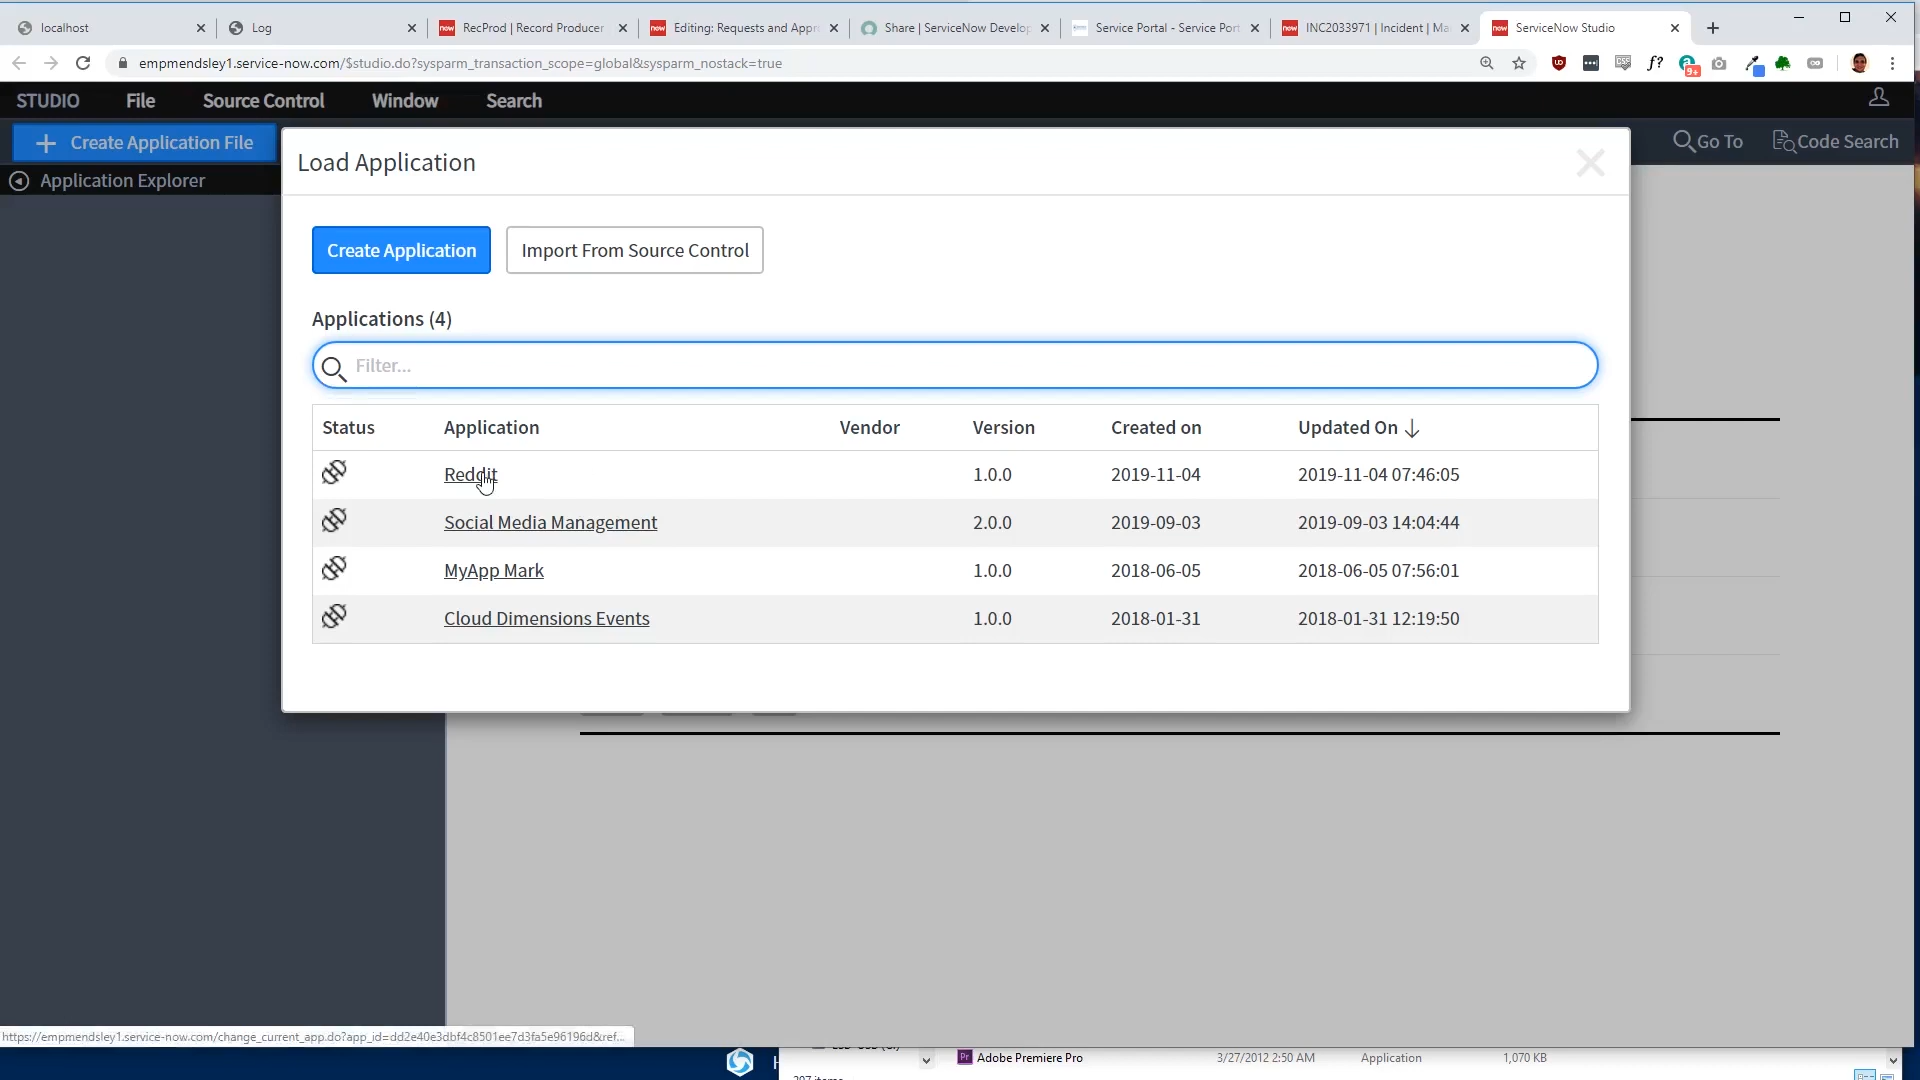 localhost
Log
RecProd | Record Producer
Editing: Requests and Appr
Share | ServiceNow Develop
Service Portal - Service Port
INC2033971 | Incident | Ma
ServiceNow Studio
empmendsley1.service-now.com/$studio.do?sysparm_transaction_scope=global&sysparm_nostack=true
STUDIO File Source Control Window Search
Create Application File
Go To
Code Search
Application Explorer
Load Application
Create Application
Import From Source Control
Applications (4)
Filter...
Status Application Vendor Version Created on Updated On
Reddit 1.0.0 2019-11-04 2019-11-04 07:46:05
Social Media Management 2.0.0 2019-09-03 2019-09-03 14:04:44
MyApp Mark 1.0.0 2018-06-05 2018-06-05 07:56:01
Cloud Dimensions Events 1.0.0 2018-01-31 2018-01-31 12:19:50
https://empmendsley1.service-now.com/change_current_app.do?app_id=dd2e40e3dbf4c8501ee7d3fa5e96196d&ref...
Adobe Premiere Pro 3/27/2012 2:50 AM Application 1,070 KB